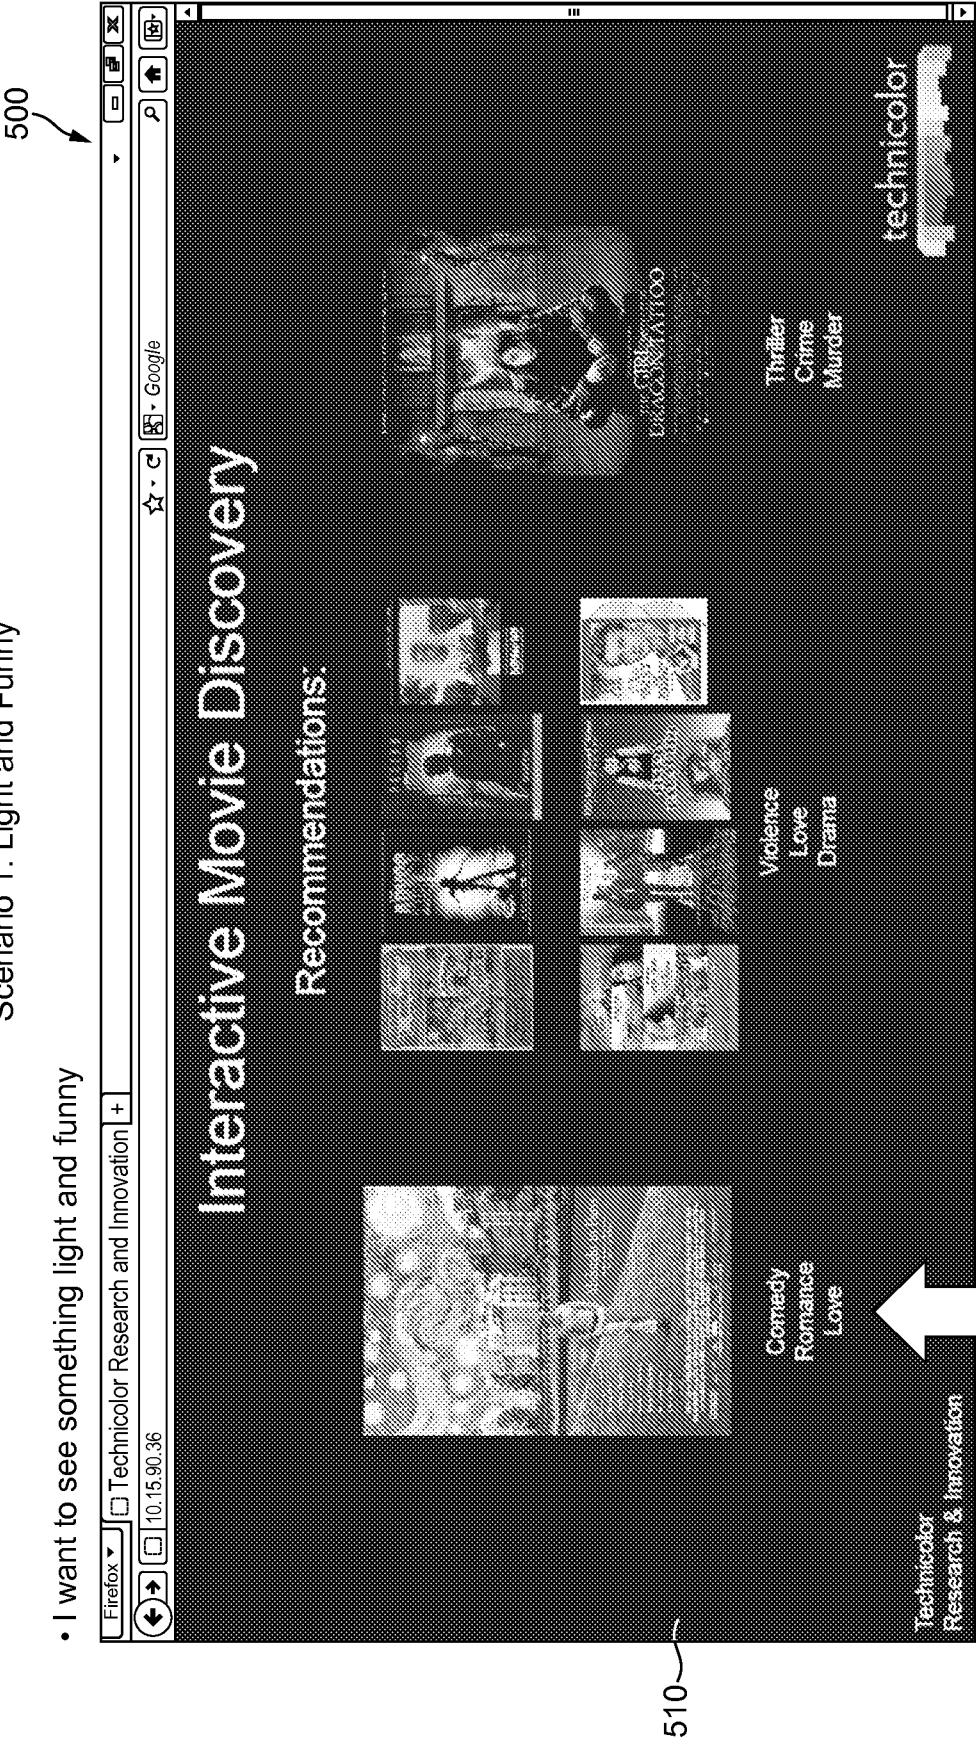 Scenario 1: Light and Funny
• I want to see something light and funny
500
Firefox
Technicolor Research and Innovation
+
10.15.90.36
Google
Interactive Movie Discovery
Recommendations:
DRAGON TATTOO
Comedy
Romance
Love
Violence
Love
Drama
Thriller
Crime
Murder
Technicolor
Research & Innovation
technicolor
510